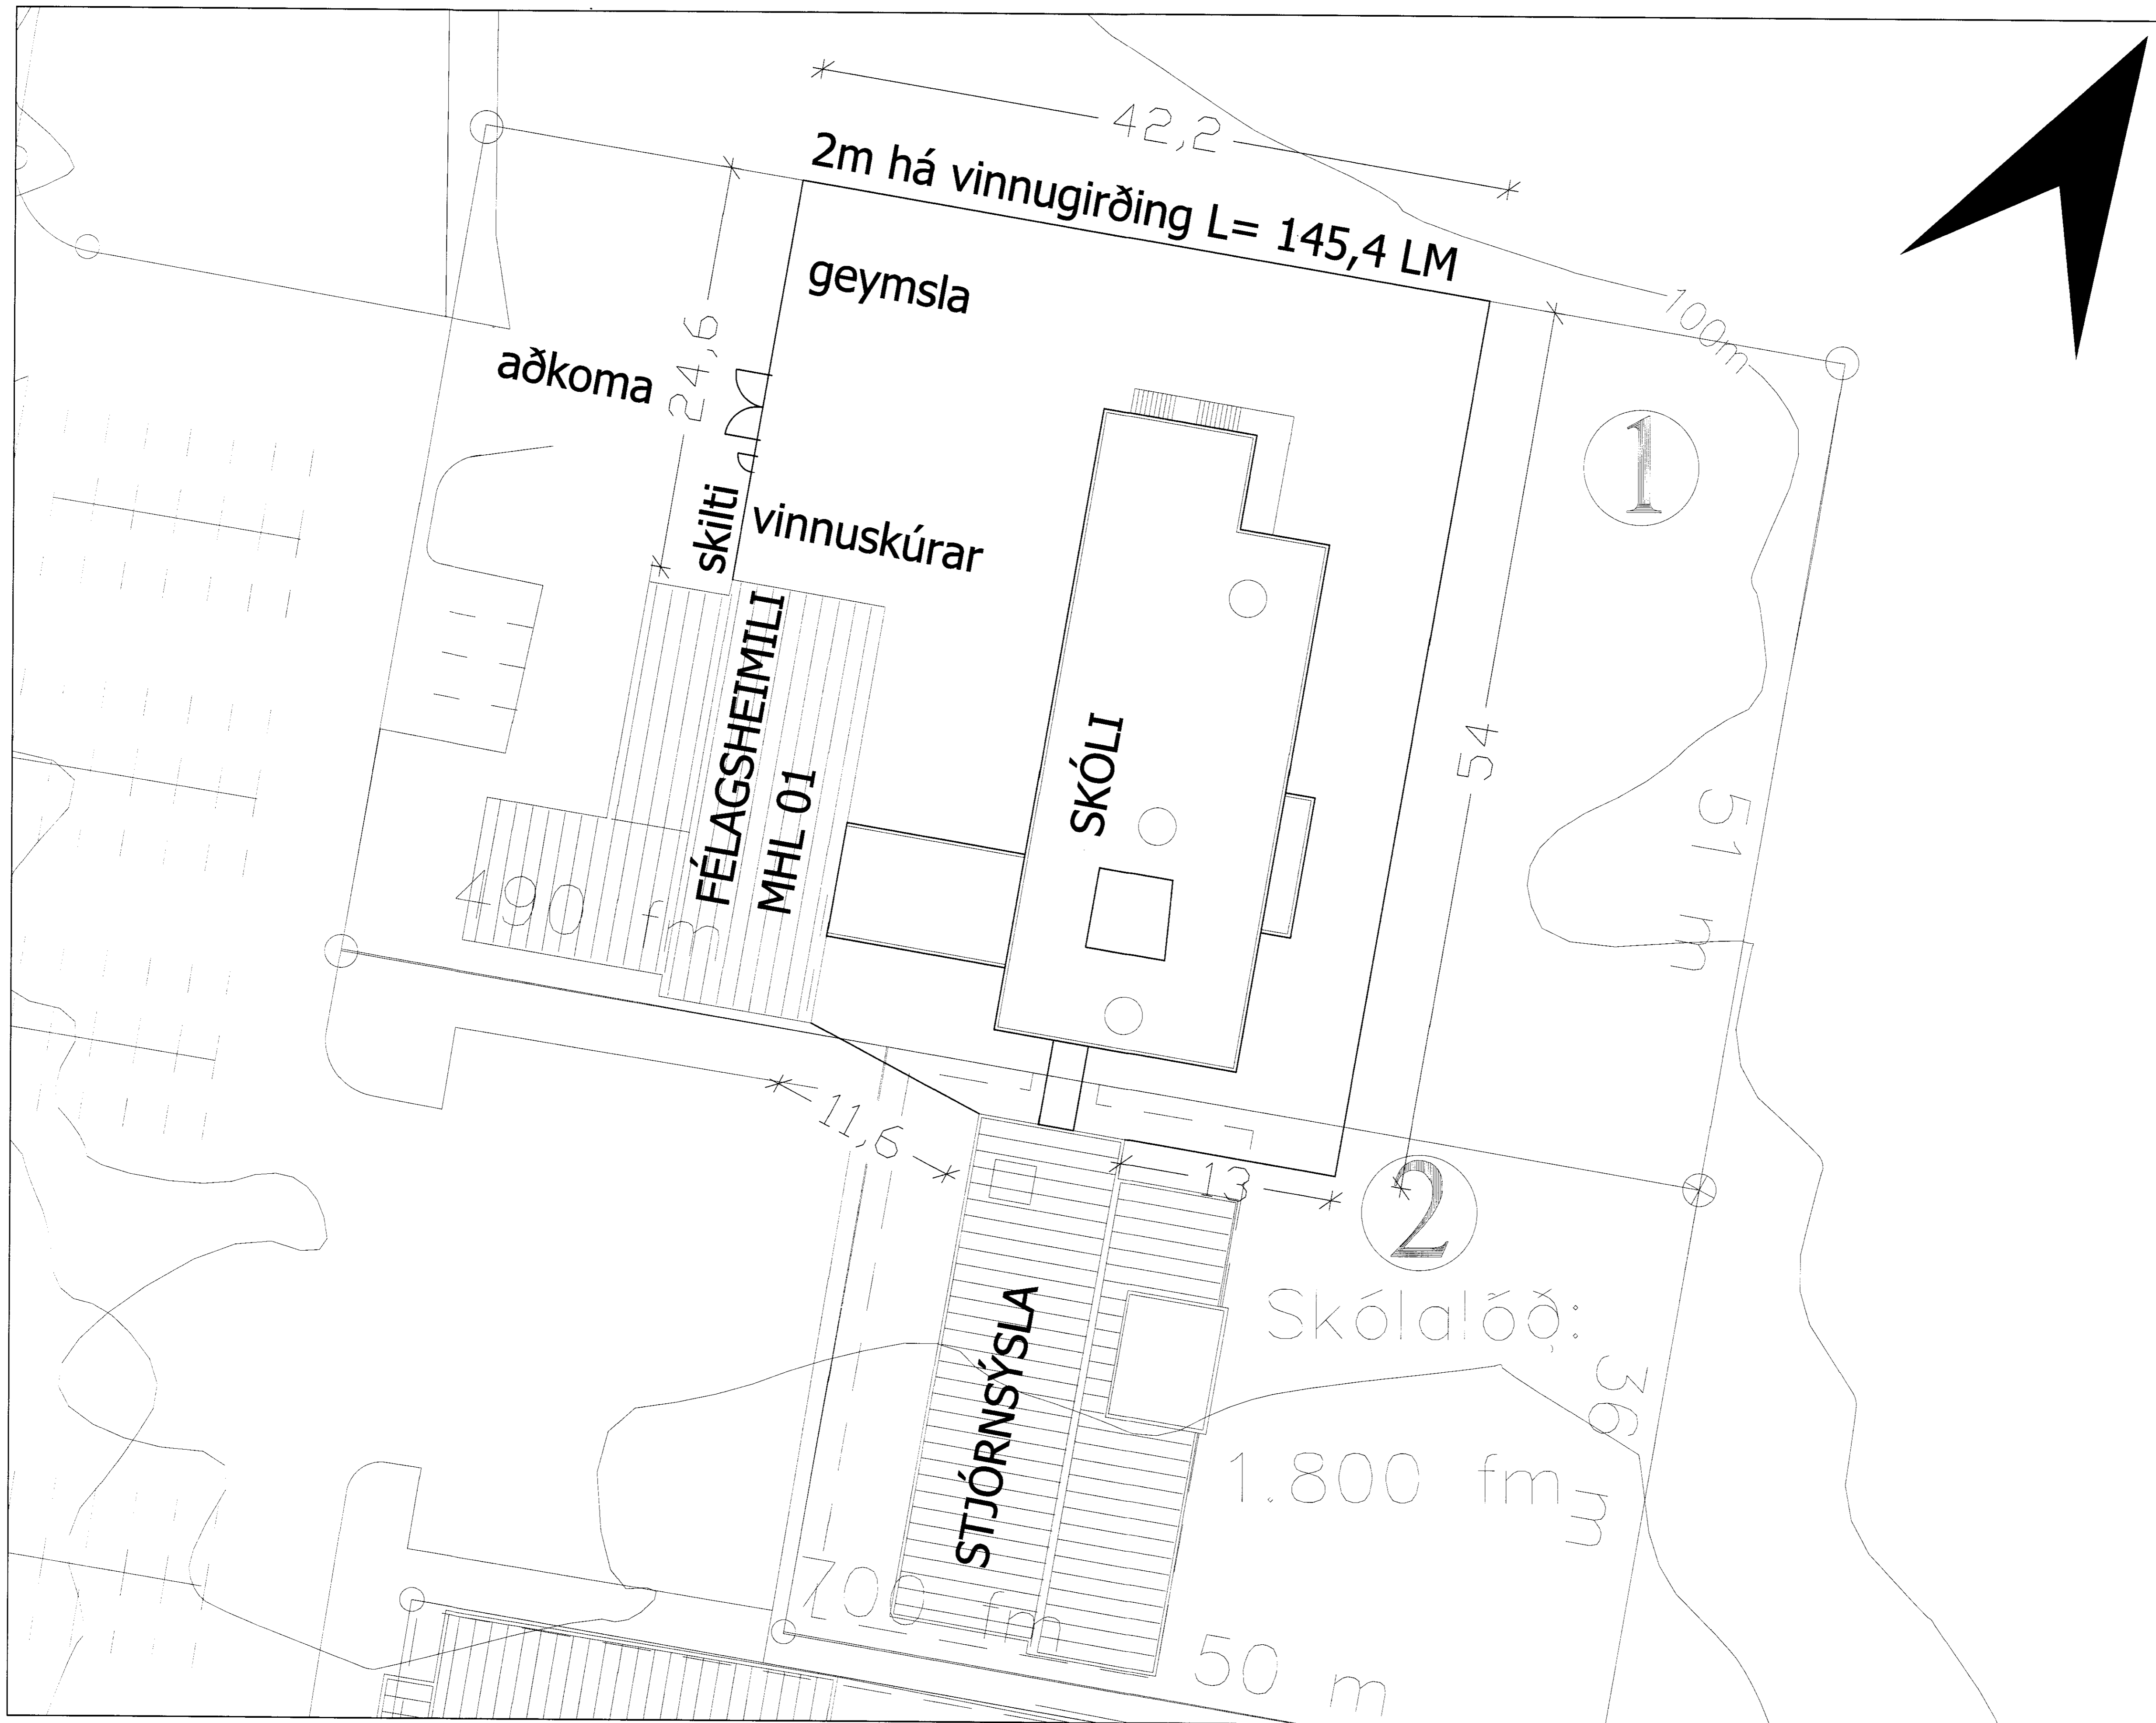 42,2
2m há vinnugirðing L= 145,4 LM
geymsla
100m
aðkoma
24,6
1
skilti
vinnuskúrar
FÉLAGSHEIMILI
MHL 01
SKÓLI
54
51 m
490 fm
11,6
13
2
Skólalóð:
STJÓRNSÝSLA
36 m
1.800 fm
700 fm
50 m